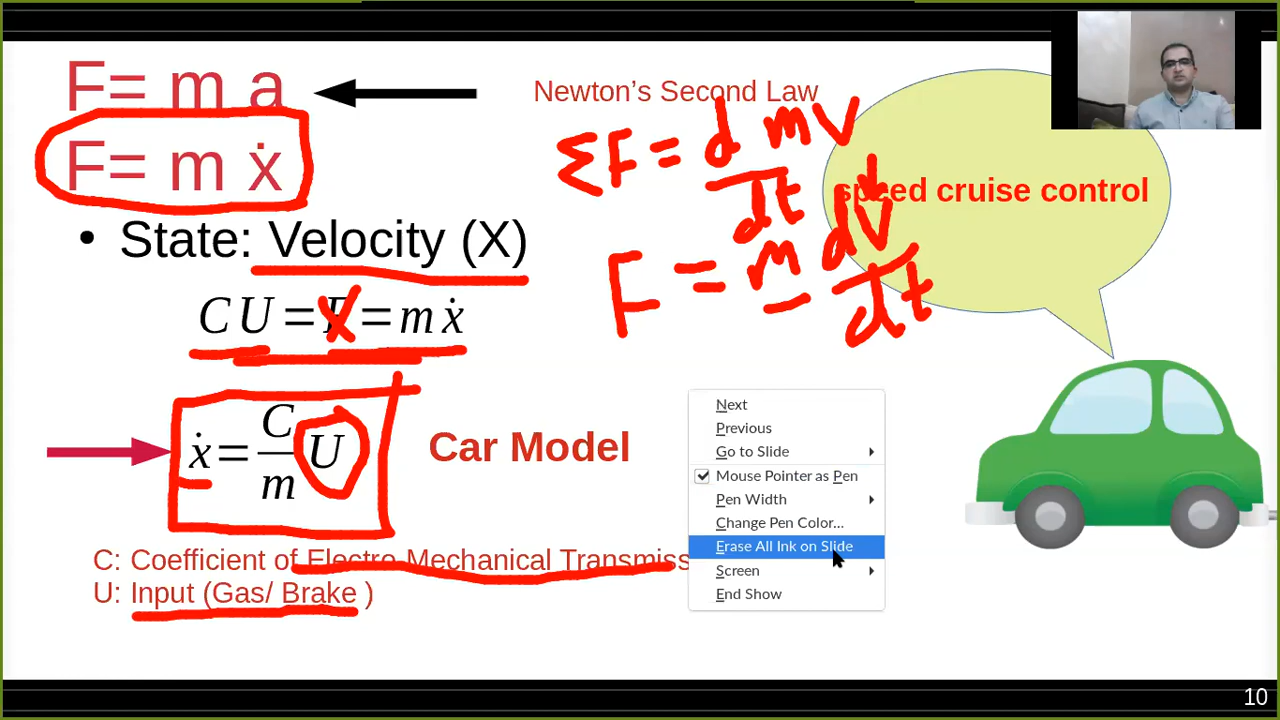 F= m a
Newton's Second Law
F= m ẋ
ΣF = d mV / dt
speed cruise control
• State: Velocity (X)
F = m dV / dt
C U = F = m ẋ
ẋ = C/m U
Car Model
C: Coefficient of Electro-Mechanical Transmiss
U: Input (Gas/ Brake )
Next
Previous
Go to Slide
Mouse Pointer as Pen
Pen Width
Change Pen Color...
Erase All Ink on Slide
Screen
End Show
10